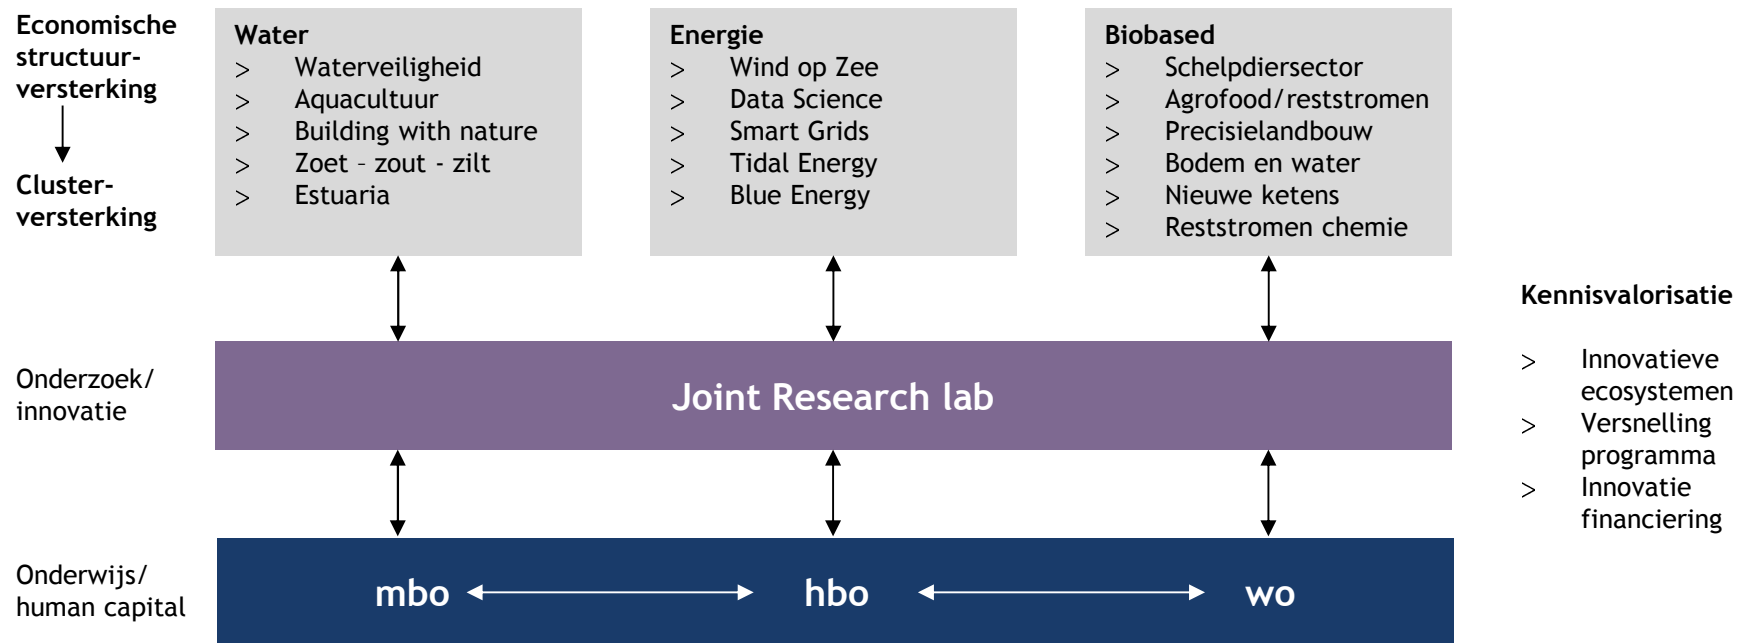 Economische
structuur-
versterking
Cluster-
versterking
Water
> Waterveiligheid
> Aquacultuur
> Building with nature
> Zoet – zout - zilt
> Estuaria
Energie
> Wind op Zee
> Data Science
> Smart Grids
> Tidal Energy
> Blue Energy
Biobased
> Schelpdiersector
> Agrofood/reststromen
> Precisielandbouw
> Bodem en water
> Nieuwe ketens
> Reststromen chemie
Onderzoek/
innovatie
Joint Research lab
Onderwijs/
human capital
mbo
hbo
wo
Kennisvalorisatie
> Innovatieve
ecosystemen
> Versnelling
programma
> Innovatie
financiering